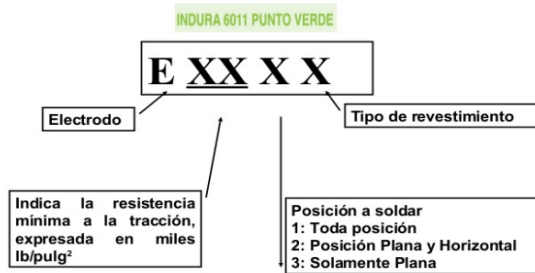 INDURA 6011 PUNTO VERDE
E XX X X
Electrodo
Tipo de revestimiento
Indica la resistencia
mínima a la tracción,
expresada en miles
lb/pulg²
Posición a soldar
1: Toda posición
2: Posición Plana y Horizontal
3: Solamente Plana